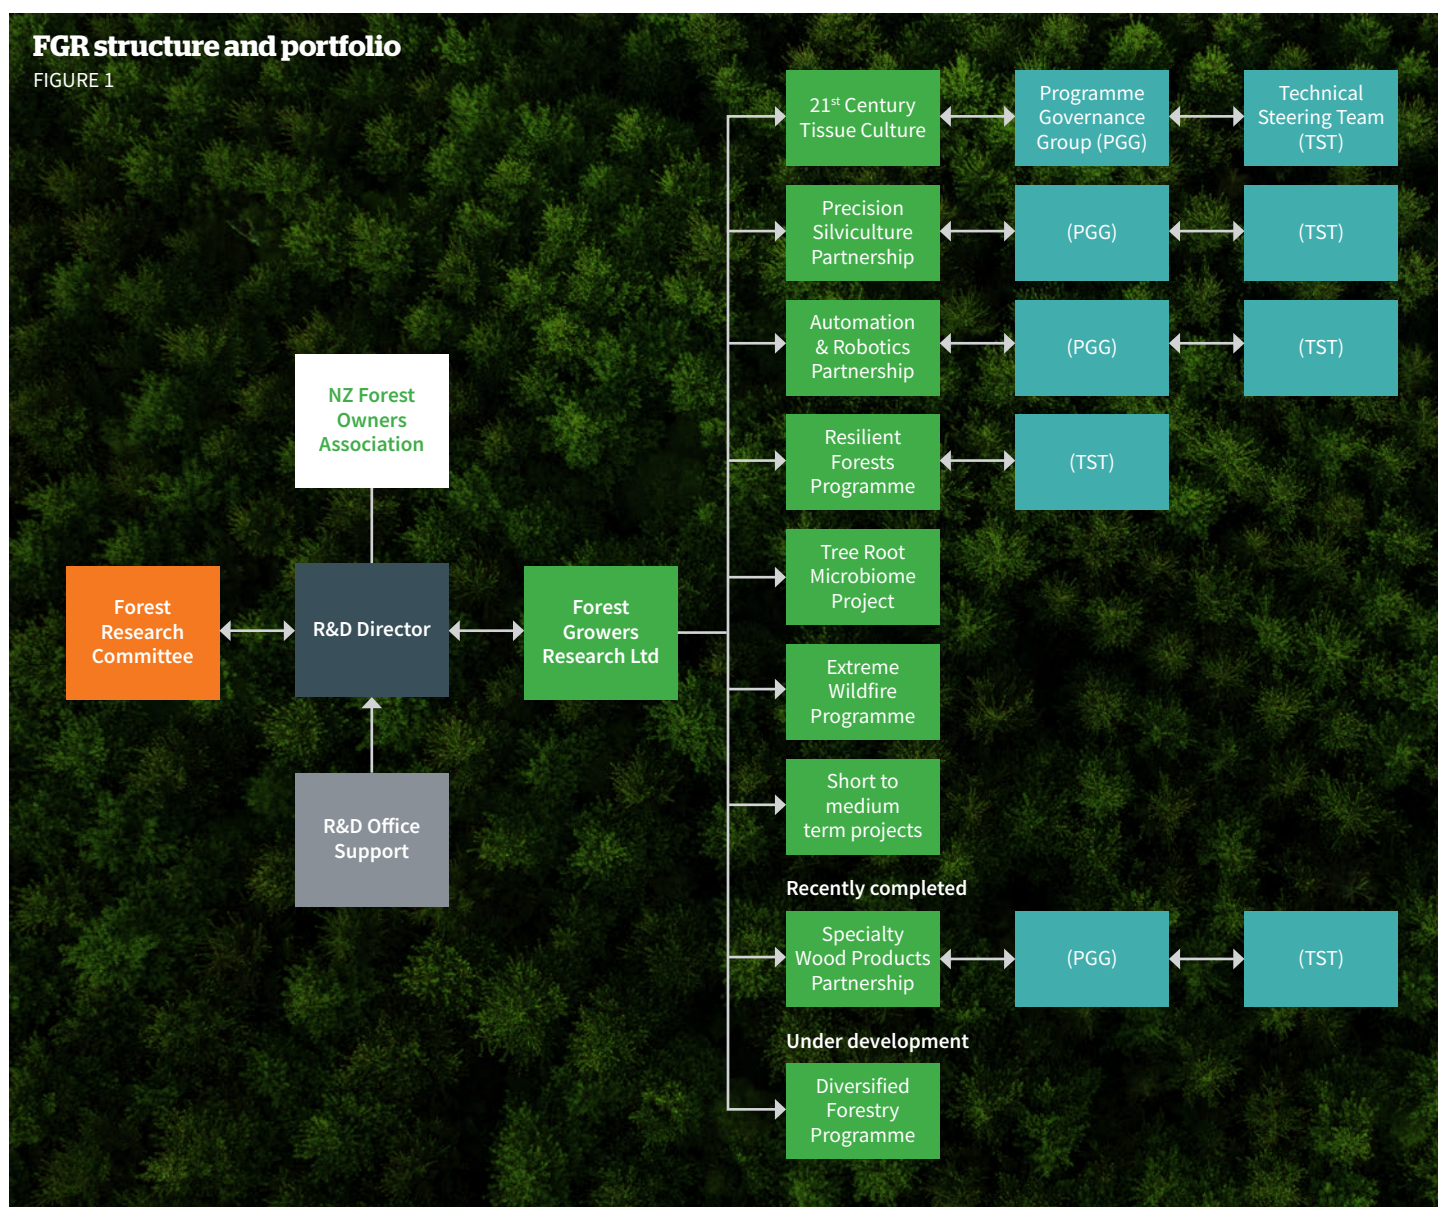 FGR structure and portfolio
FIGURE 1
21st Century
Tissue Culture
Programme
Governance
Group (PGG)
Technical
Steering Team
(TST)
Precision
Silviculture
Partnership
(PGG)
(TST)
Automation
& Robotics
Partnership
(PGG)
(TST)
NZ Forest
Owners
Association
Resilient
Forests
Programme
(TST)
Forest
Research
Committee
R&D Director
Forest
Growers
Research Ltd
Tree Root
Microbiome
Project
Extreme
Wildfire
Programme
R&D Office
Support
Short to
medium
term projects
Recently completed
Specialty
Wood Products
Partnership
(PGG)
(TST)
Under development
Diversified
Forestry
Programme